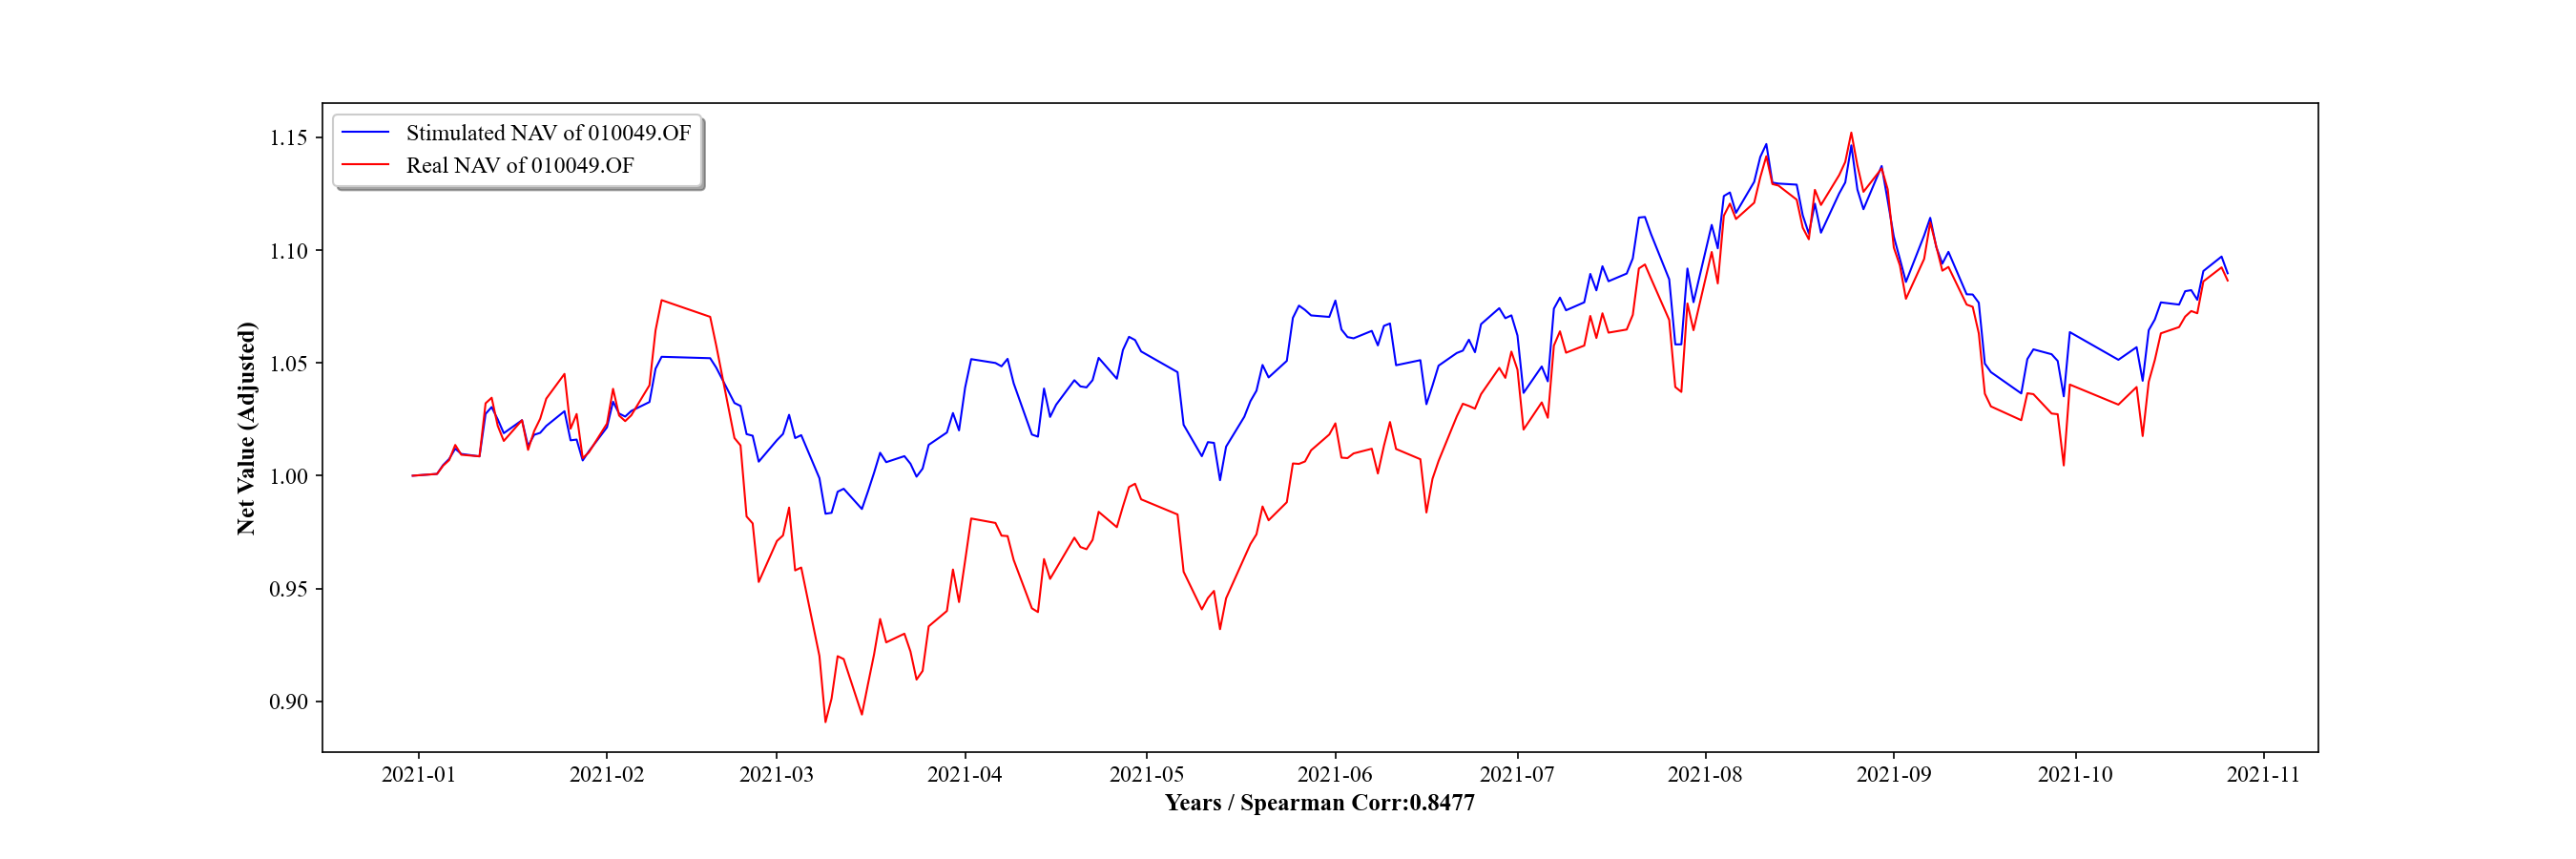 Stimulated NAV of 010049.OF
Real NAV of 010049.OF
Net Value (Adjusted)
1.15
1.10
1.05
1.00
0.95
0.90
2021-01 2021-02 2021-03 2021-04 2021-05 2021-06 2021-07 2021-08 2021-09 2021-10 2021-11
Years / Spearman Corr:0.8477